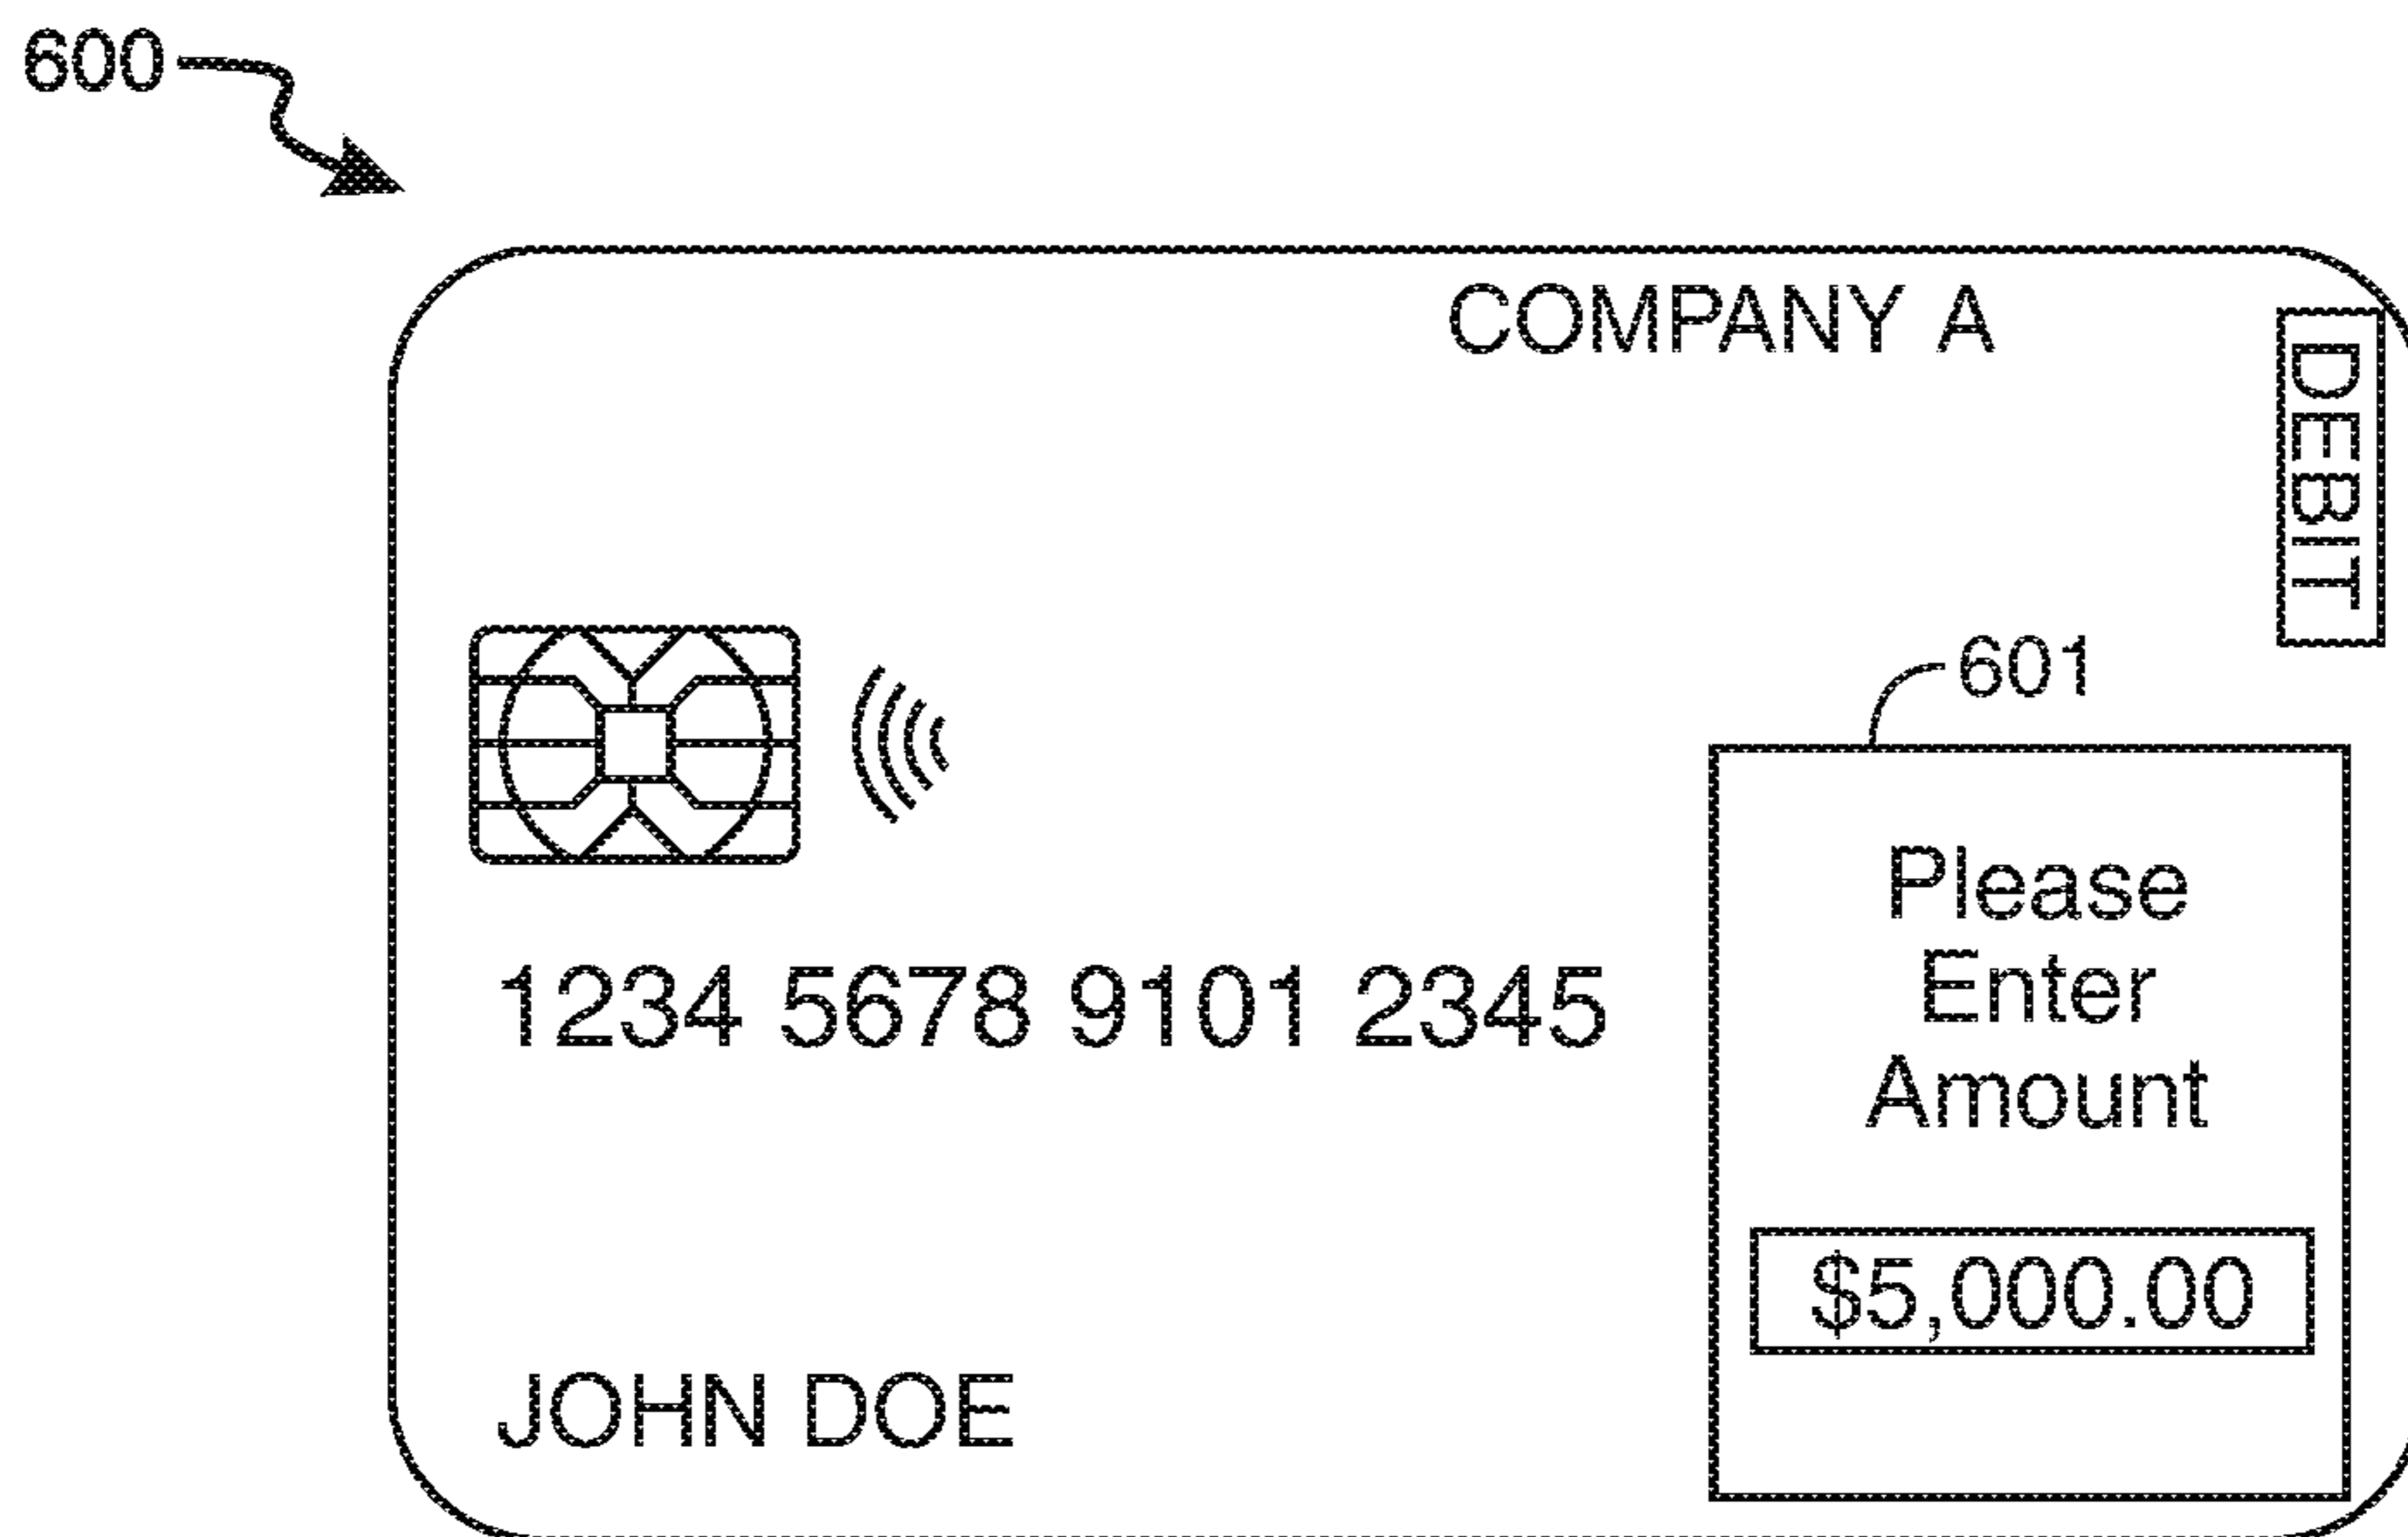 600
COMPANY A
DEBIT
601
Please
Enter
Amount
1234 5678 9101 2345
$5,000.00
JOHN DOE